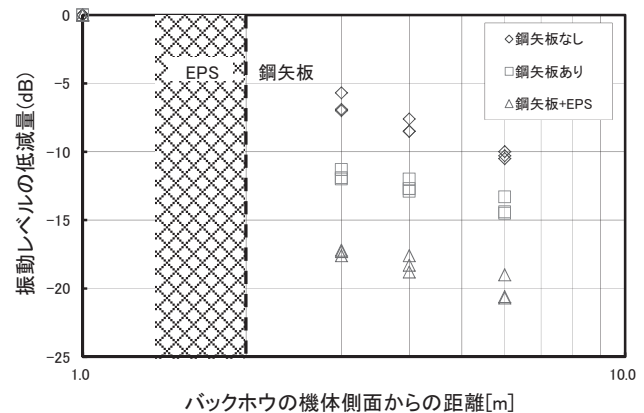 振動レベルの低減量(dB)
0
-5
-10
-15
-20
-25
EPS
鋼矢板
鋼矢板なし
鋼矢板あり
鋼矢板+EPS
1.0
10.0
バックホウの機体側面からの距離[m]